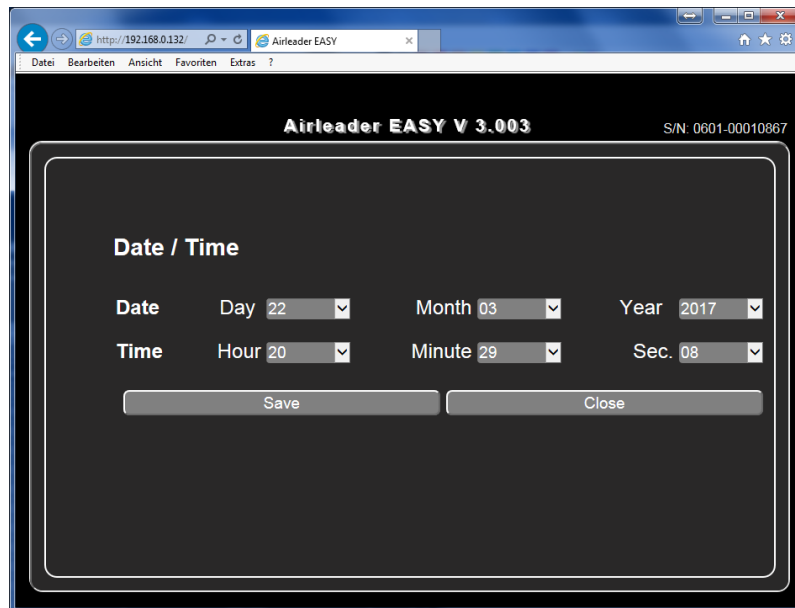 http://192.168.0.132/ Airleader EASY
Datei Bearbeiten Ansicht Favoriten Extras ?
Airleader EASY V 3.003
S/N: 0601-00010867
Date / Time
Date Day 22 Month 03 Year 2017
Time Hour 20 Minute 29 Sec. 08
Save Close